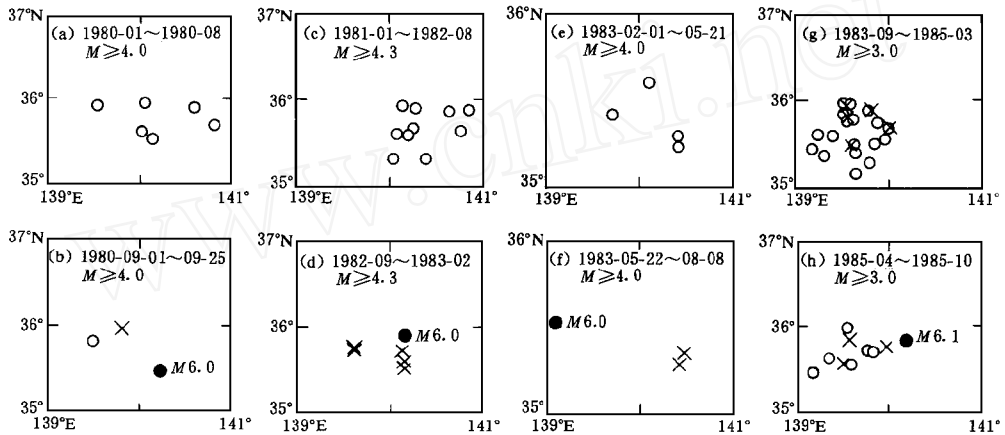 37°N
(a) 1980-01～1980-08
M≥4.0
36°
35°
139°E
141°
(c) 1981-01～1982-08
M≥4.3
36°
35°
139°E
141°
36°N
(e) 1983-02-01～05-21
M≥4.0
35°
139°E
141°
37°N
(g) 1983-09～1985-03
M≥3.0
36°
35°
139°E
141°
37°N
(b) 1980-09-01～09-25
M≥4.0
36°
M6.0
35°
139°E
141°
37°N
(d) 1982-09～1983-02
M≥4.3
36°
M6.0
35°
139°E
141°
36°N
(f) 1983-05-22～08-08
M≥4.0
M6.0
35°
139°E
141°
37°N
(h) 1985-04～1985-10
M≥3.0
36°
M6.1
35°
139°E
141°
www.cnki.net